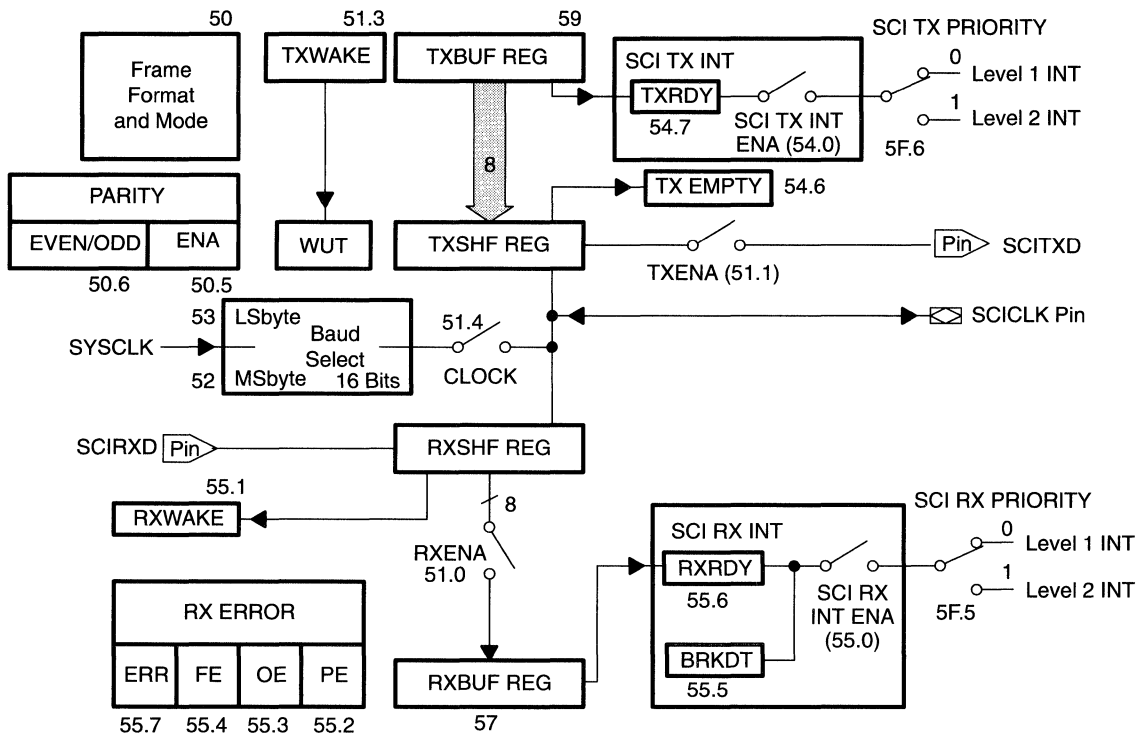 50
51.3
59
SCI TX PRIORITY
Frame
Format
and Mode
TXWAKE
TXBUF REG
SCI TX INT
TXRDY
54.7
SCI TX INT
ENA (54.0)
0
Level 1 INT
1
Level 2 INT
5F.6
8
PARITY
EVEN/ODD
ENA
50.6
50.5
WUT
TXSHF REG
TX EMPTY
54.6
TXENA (51.1)
Pin
SCITXD
53
LSbyte
Baud
Select
SYSCLK
52
MSbyte
16 Bits
51.4
CLOCK
SCICLK Pin
SCIRXD
Pin
RXSHF REG
55.1
RXWAKE
8
RXENA
51.0
SCI RX PRIORITY
SCI RX INT
RXRDY
55.6
SCI RX
INT ENA
(55.0)
0
Level 1 INT
1
Level 2 INT
5F.5
BRKDT
55.5
RX ERROR
ERR
FE
OE
PE
55.7
55.4
55.3
55.2
RXBUF REG
57